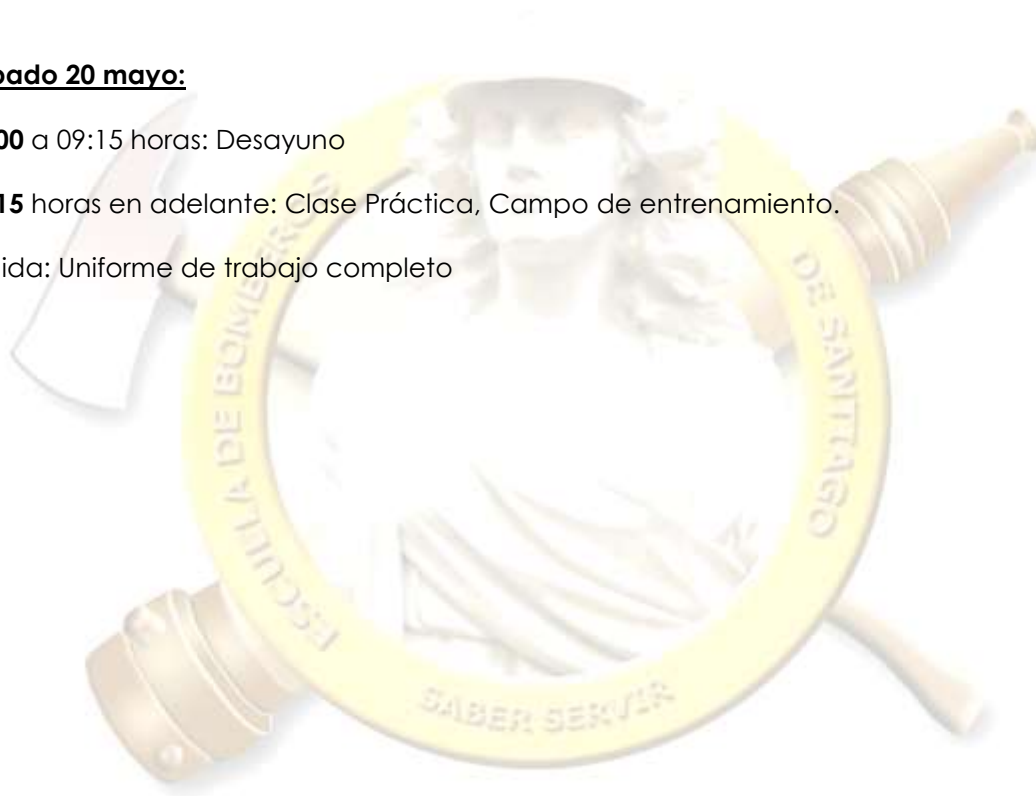 bado 20 mayo:
00 a 09:15 horas: Desayuno
15 horas en adelante: Clase Práctica, Campo de entrenamiento.
ida: Uniforme de trabajo completo
ESCUELA DE BOMBEROS DE SANTIAGO
SABER SERVIR